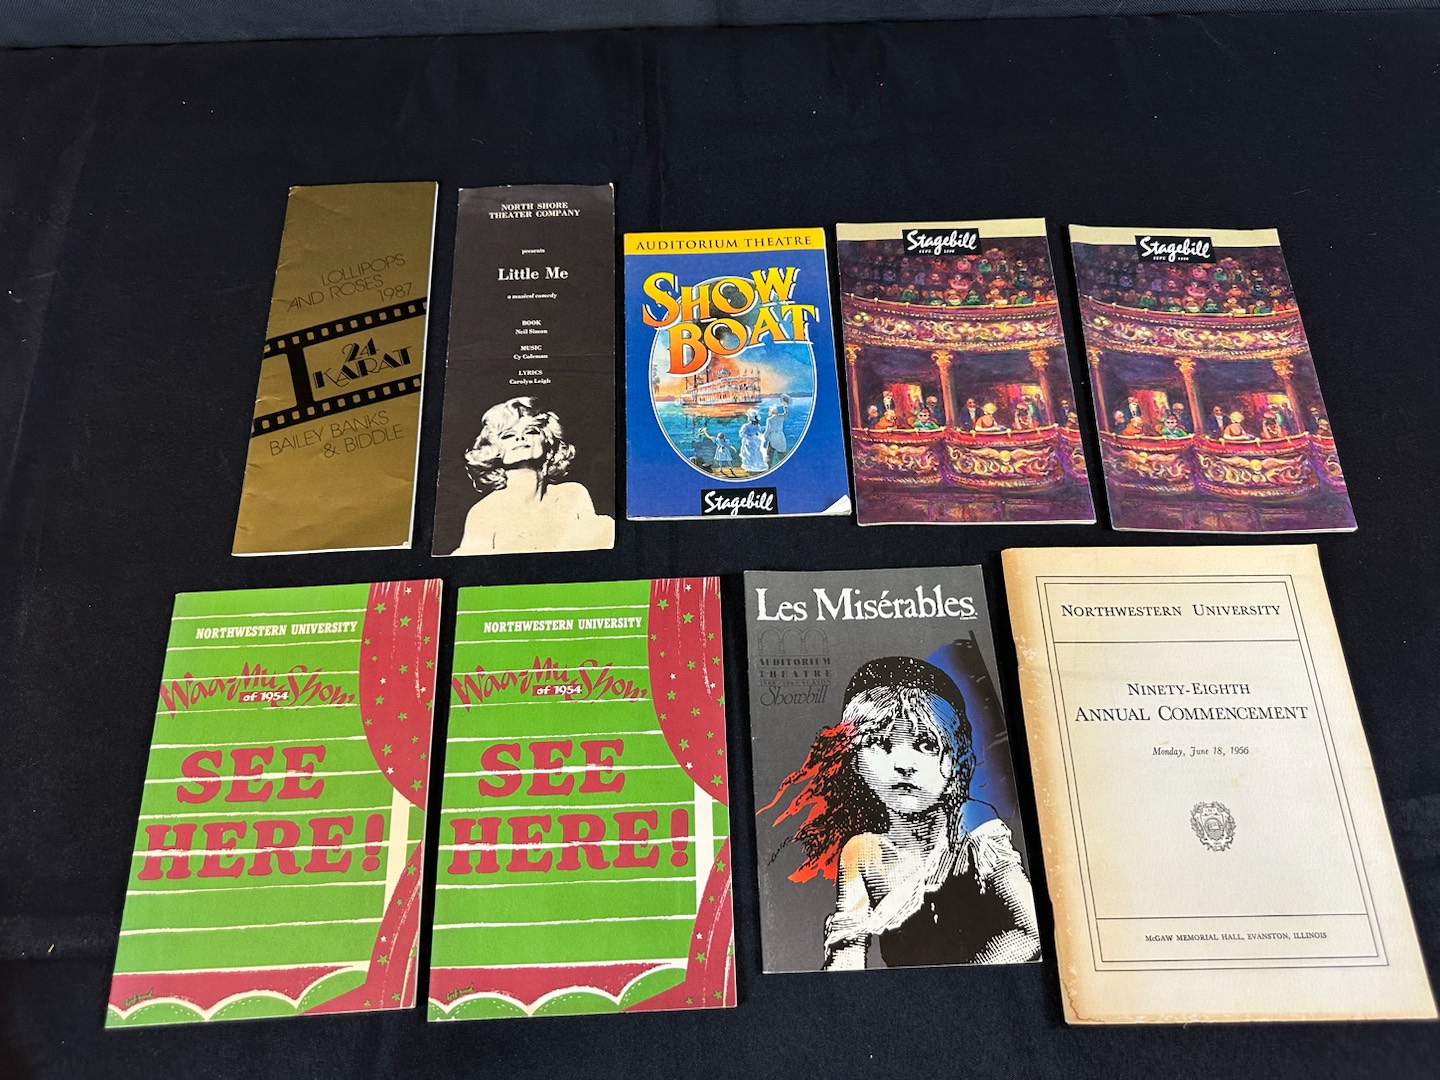 LOLLIPOPS
AND ROSES
1987
24
KARAT
BAILEY BANKS
& BIDDLE
NORTH SHORE
THEATER COMPANY
presents
Little Me
a musical comedy
BOOK
Neil Simon
MUSIC
Cy Coleman
LYRICS
Carolyn Leigh
AUDITORIUM THEATRE
SHOW
BOAT
Stagebill
Stagebill
Stagebill
NORTHWESTERN UNIVERSITY
Waa-Mu Show
of 1954
SEE
HERE!
NORTHWESTERN UNIVERSITY
Waa-Mu Show
of 1954
SEE
HERE!
Les Misérables
AUDITORIUM
THEATRE
Showbill
NORTHWESTERN UNIVERSITY
NINETY-EIGHTH
ANNUAL COMMENCEMENT
Monday, June 18, 1956
MCGAW MEMORIAL HALL, EVANSTON, ILLINOIS